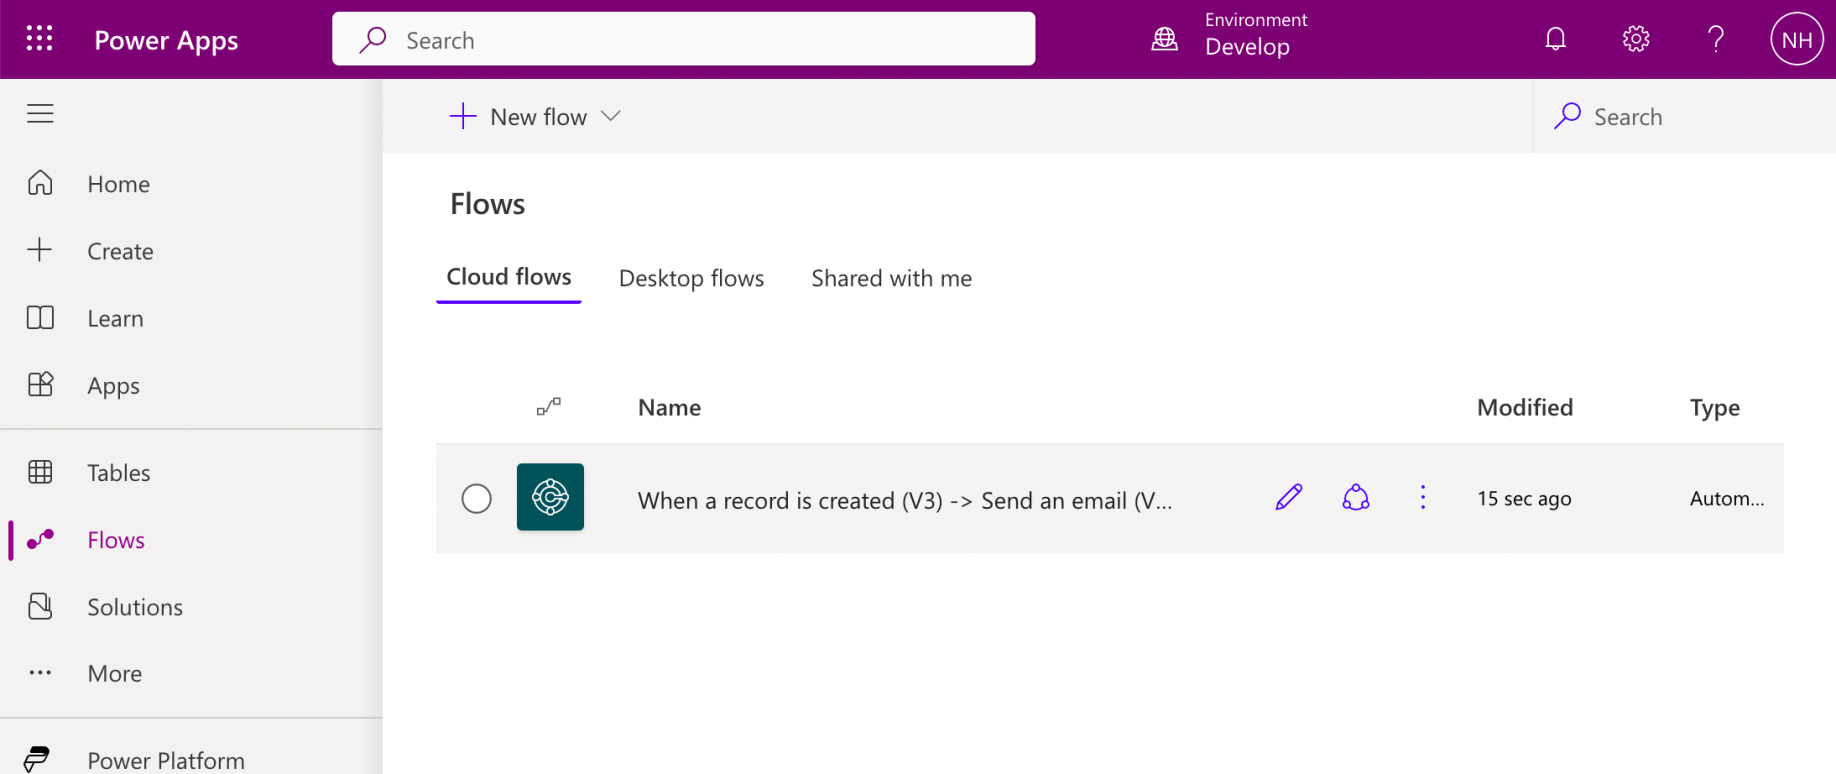 Power Apps
Search
Environment
Develop
?
NH
New flow
Search
Home
Create
Learn
Apps
Tables
Flows
Solutions
More
Power Platform
Flows
Cloud flows Desktop flows Shared with me
Name Modified Type
When a record is created (V3) -> Send an email (V... 15 sec ago Autom...